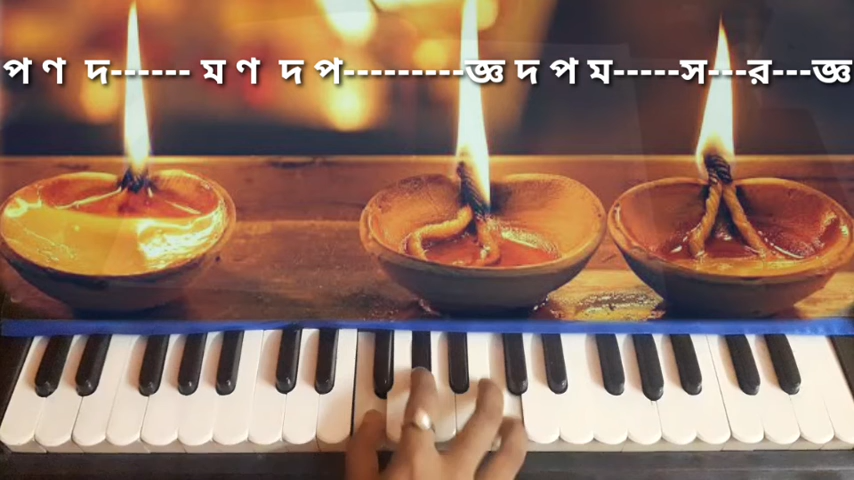 প ণ দ------ ম ণ দ প---------জ্ঞ দ প ম-----স---র---জ্ঞ